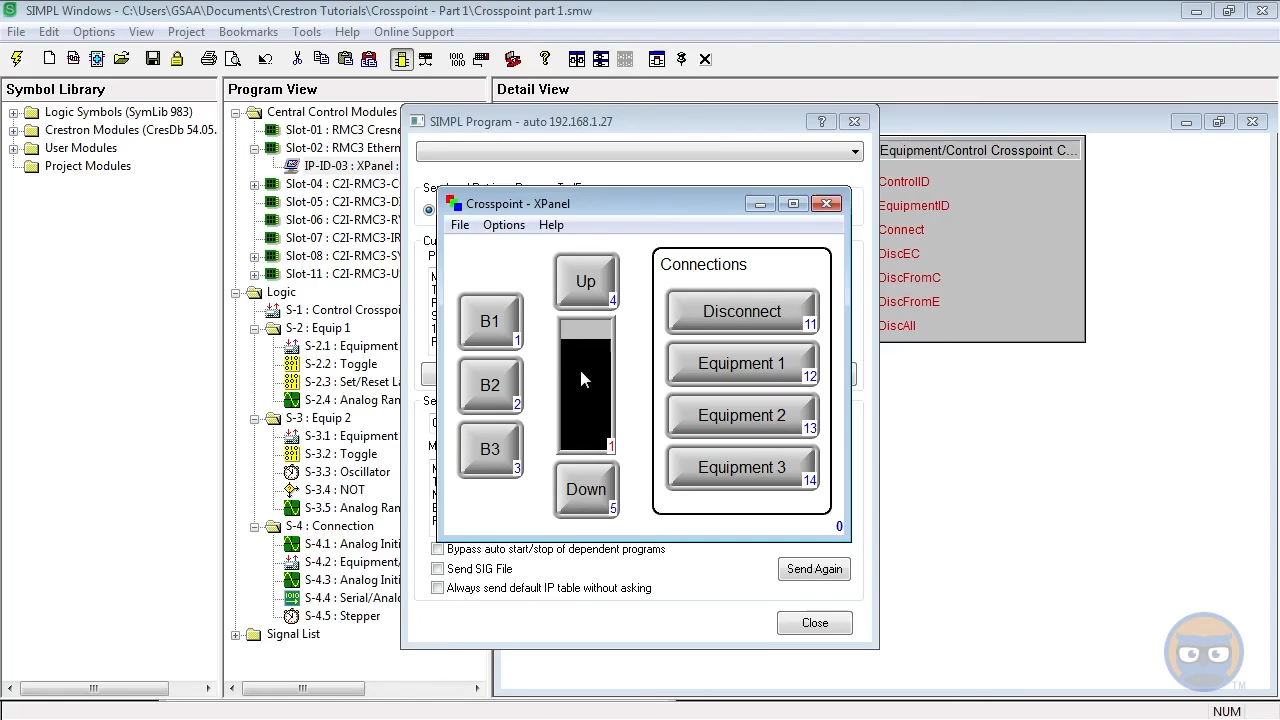 SIMPL Windows - C:\Users\GSAA\Documents\Crestron Tutorials\Crosspoint - Part 1\Crosspoint part 1.smw
File Edit Options View Project Bookmarks Tools Help Online Support
Symbol Library
Logic Symbols (SymLib 983)
Crestron Modules (CresDb 54.05.
User Modules
Project Modules
Program View
Central Control Modules
Slot-01 : RMC3 Cresne
Slot-02 : RMC3 Ethern
IP-ID-03 : XPanel :
Slot-04 : C2I-RMC3-C
Slot-05 : C2I-RMC3-D
Slot-06 : C2I-RMC3-R
Slot-07 : C2I-RMC3-IR
Slot-08 : C2I-RMC3-S
Slot-11 : C2I-RMC3-U
Logic
S-1 : Control Crosspoi
S-2 : Equip 1
S-2.1 : Equipment
S-2.2 : Toggle
S-2.3 : Set/Reset La
S-2.4 : Analog Ran
S-3 : Equip 2
S-3.1 : Equipment
S-3.2 : Toggle
S-3.3 : Oscillator
S-3.4 : NOT
S-3.5 : Analog Ran
S-4 : Connection
S-4.1 : Analog Initi
S-4.2 : Equipment/
S-4.3 : Analog Initi
S-4.4 : Serial/Analo
S-4.5 : Stepper
Signal List
Detail View
Equipment/Control Crosspoint C...
ControlID
EquipmentID
Connect
DiscEC
DiscFromC
DiscFromE
DiscAll
SIMPL Program - auto 192.168.1.27
Crosspoint - XPanel
File Options Help
B1
1
B2
2
B3
3
Up
4
1
Down
5
Connections
Disconnect
11
Equipment 1
12
Equipment 2
13
Equipment 3
14
0
Bypass auto start/stop of dependent programs
Send SIG File
Always send default IP table without asking
Send Again
Close
TM
NUM